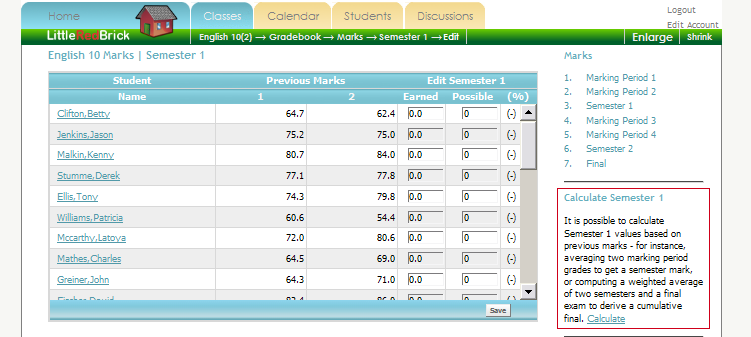 Home
Classes
Calendar
Students
Discussions
Logout
Edit Account
LittleRedBrick
English 10(2) → Gradebook → Marks → Semester 1 → Edit
Enlarge
Shrink
English 10 Marks | Semester 1
Student Previous Marks Edit Semester 1
Name 1 2 Earned Possible (%)
Clifton,Betty 64.7 62.4 0.0 0 (-)
Jenkins,Jason 75.2 75.0 0.0 0 (-)
Malkin,Kenny 80.7 84.0 0.0 0 (-)
Stumme,Derek 77.1 77.8 0.0 0 (-)
Ellis,Tony 74.3 79.8 0.0 0 (-)
Williams,Patricia 60.6 54.4 0.0 0 (-)
Mccarthy,Latoya 72.0 80.6 0.0 0 (-)
Mathes,Charles 64.5 69.0 0.0 0 (-)
Greiner,John 64.3 71.0 0.0 0 (-)
Save
Marks
1. Marking Period 1
2. Marking Period 2
3. Semester 1
4. Marking Period 3
5. Marking Period 4
6. Semester 2
7. Final
Calculate Semester 1
It is possible to calculate
Semester 1 values based on
previous marks - for instance,
averaging two marking period
grades to get a semester mark,
or computing a weighted average
of two semesters and a final
exam to derive a cumulative
final. Calculate